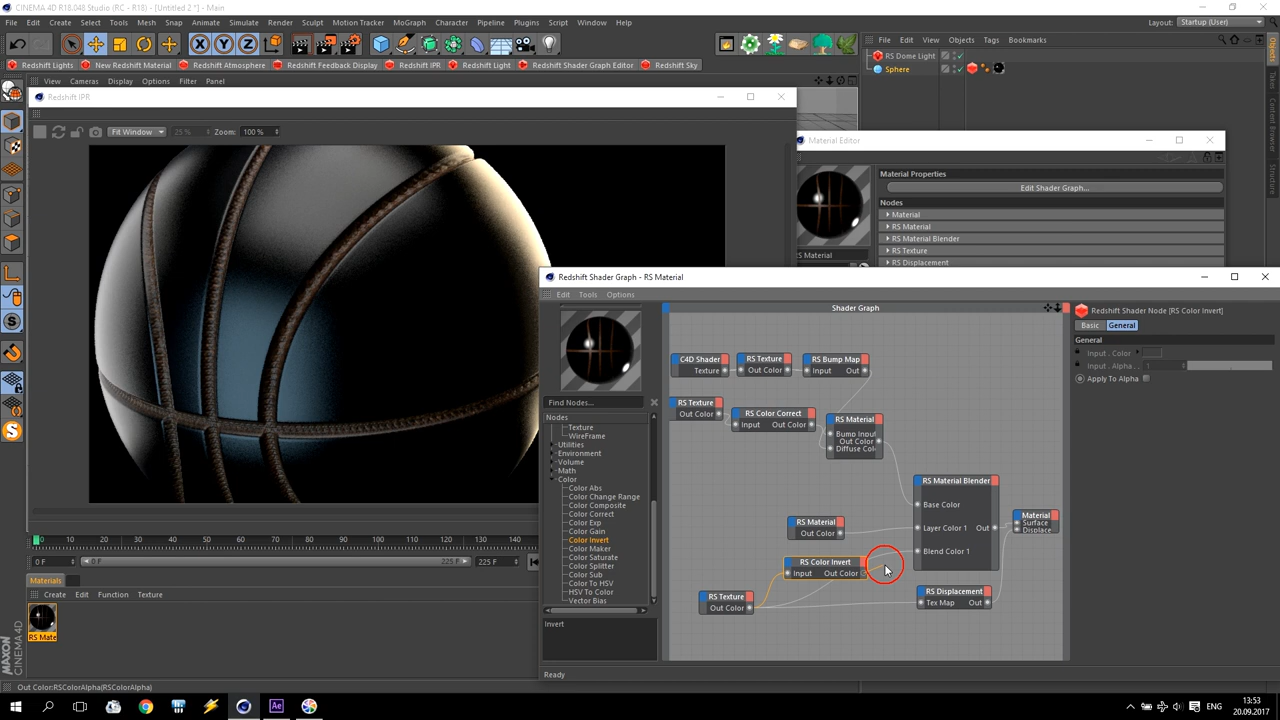 CINEMA 4D R18.048 Studio (RC - R18) - [Untitled 2 *] - Main
File Edit Create Select Tools Mesh Snap Animate Simulate Render Sculpt Motion Tracker MoGraph Character Pipeline Plugins Script Window Help
Layout: Startup (User)
File Edit View Objects Tags Bookmarks
X Y Z
RS Dome Light
Sphere
Redshift Lights New Redshift Material Redshift Atmosphere Redshift Feedback Display Redshift IPR Redshift Light Redshift Shader Graph Editor Redshift Sky
View Cameras Display Options Filter Panel
Redshift IPR
Fit Window 25 % Zoom: 100 %
Material Editor
Material Properties
Edit Shader Graph...
Nodes
Material
RS Material
RS Material Blender
RS Texture
RS Displacement
RS Material
Objects
Takes
Content Browser
Structure
Redshift Shader Graph - RS Material
Edit Tools Options
Shader Graph
Find Nodes...
Nodes
Texture
WireFrame
Utilities
Environment
Volume
Math
Color
Color Abs
Color Change Range
Color Composite
Color Correct
Color Exp
Color Gain
Color Invert
Color Maker
Color Saturate
Color Splitter
Color Sub
Color To HSV
HSV To Color
Vector Bias
Invert
Ready
C4D Shader
Texture
RS Texture
Out Color
RS Bump Map
Input Out
RS Texture
Out Color
RS Color Correct
Input Out Color
RS Material
Bump Input
Out Color
Diffuse Colo
RS Material Blender
Base Color
Layer Color 1 Out
Blend Color 1
RS Material
Out Color
Material
Surface
Displace
RS Color Invert
Input Out Color
RS Texture
Out Color
RS Displacement
Tex Map Out
Redshift Shader Node [RS Color Invert]
Basic General
General
Input . Color
Input . Alpha . 1
Apply To Alpha
0 10 20 30 40 50 60 70 80 90
0 F 0 F 225 F 225 F
Materials
Create Edit Function Texture
RS Mate
MAXON
CINEMA 4D
Out Color:RSColorAlpha(RSColorAlpha)
Ae
ENG
13:53
20.09.2017